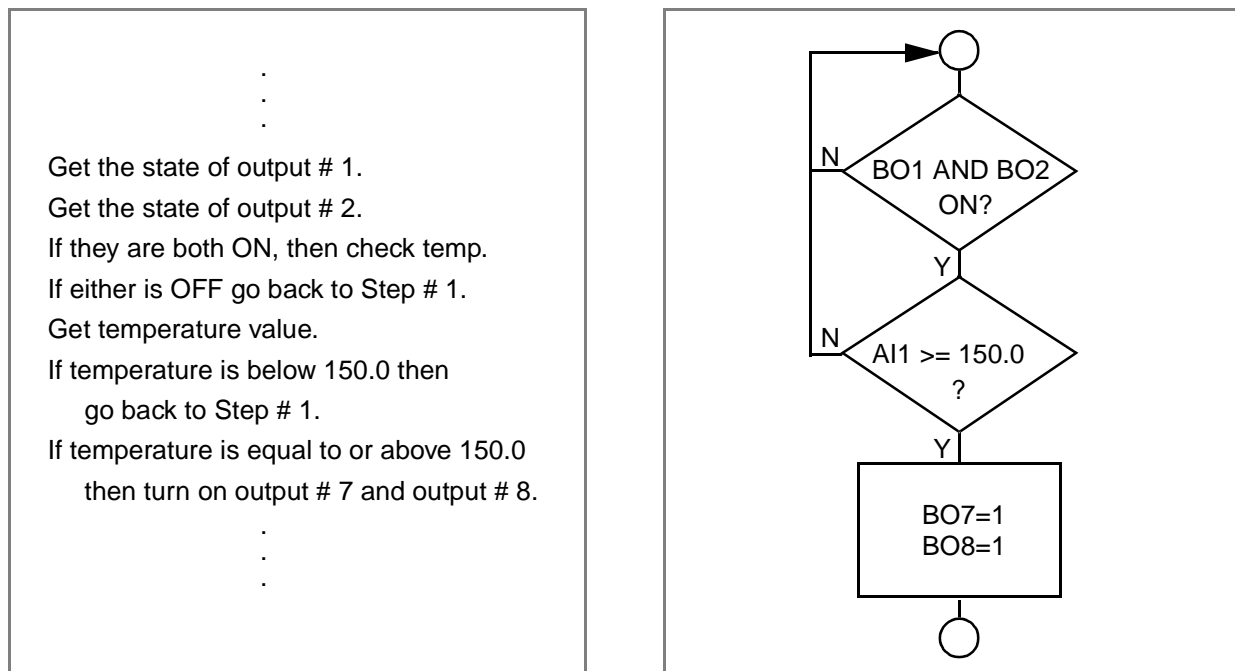 .
.
.
Get the state of output # 1.
Get the state of output # 2.
If they are both ON, then check temp.
If either is OFF go back to Step # 1.
Get temperature value.
If temperature is below 150.0 then
go back to Step # 1.
If temperature is equal to or above 150.0
then turn on output # 7 and output # 8.
.
.
.
N
BO1 AND BO2
ON?
Y
N
AI1 >= 150.0
?
Y
BO7=1
BO8=1